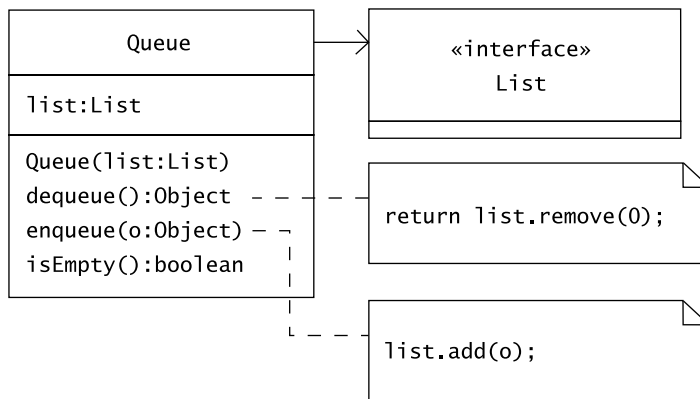 Queue
list:List
Queue(list:List)
dequeue():Object
enqueue(o:Object)
isEmpty():boolean
«interface»
List
return list.remove(0);
list.add(o);